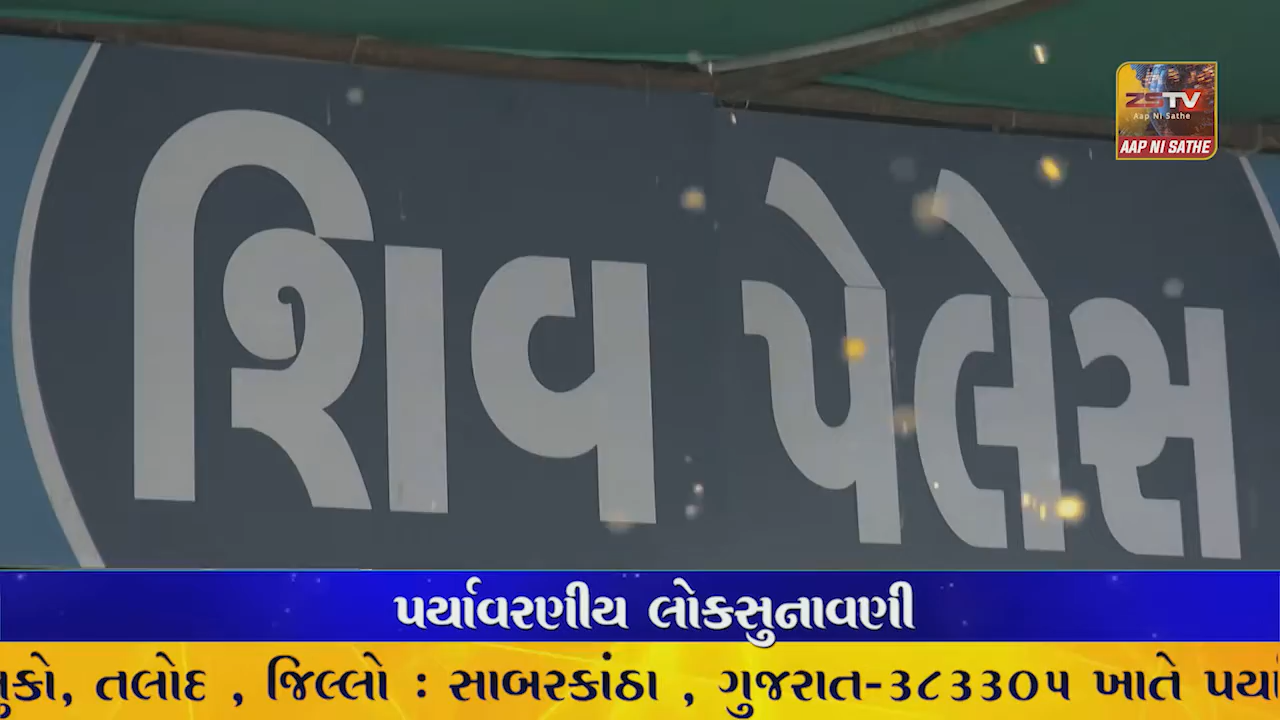 ZSTV
Aap Ni Sathe
AAP NI SATHE
શિવ પેલેસ
પર્યાવરણીય લોકસુનાવણી
તલોદ , જિલ્લો : સાબરકાંઠા , ગુજરાત-૩૮૩૩૦૫ ખાતે